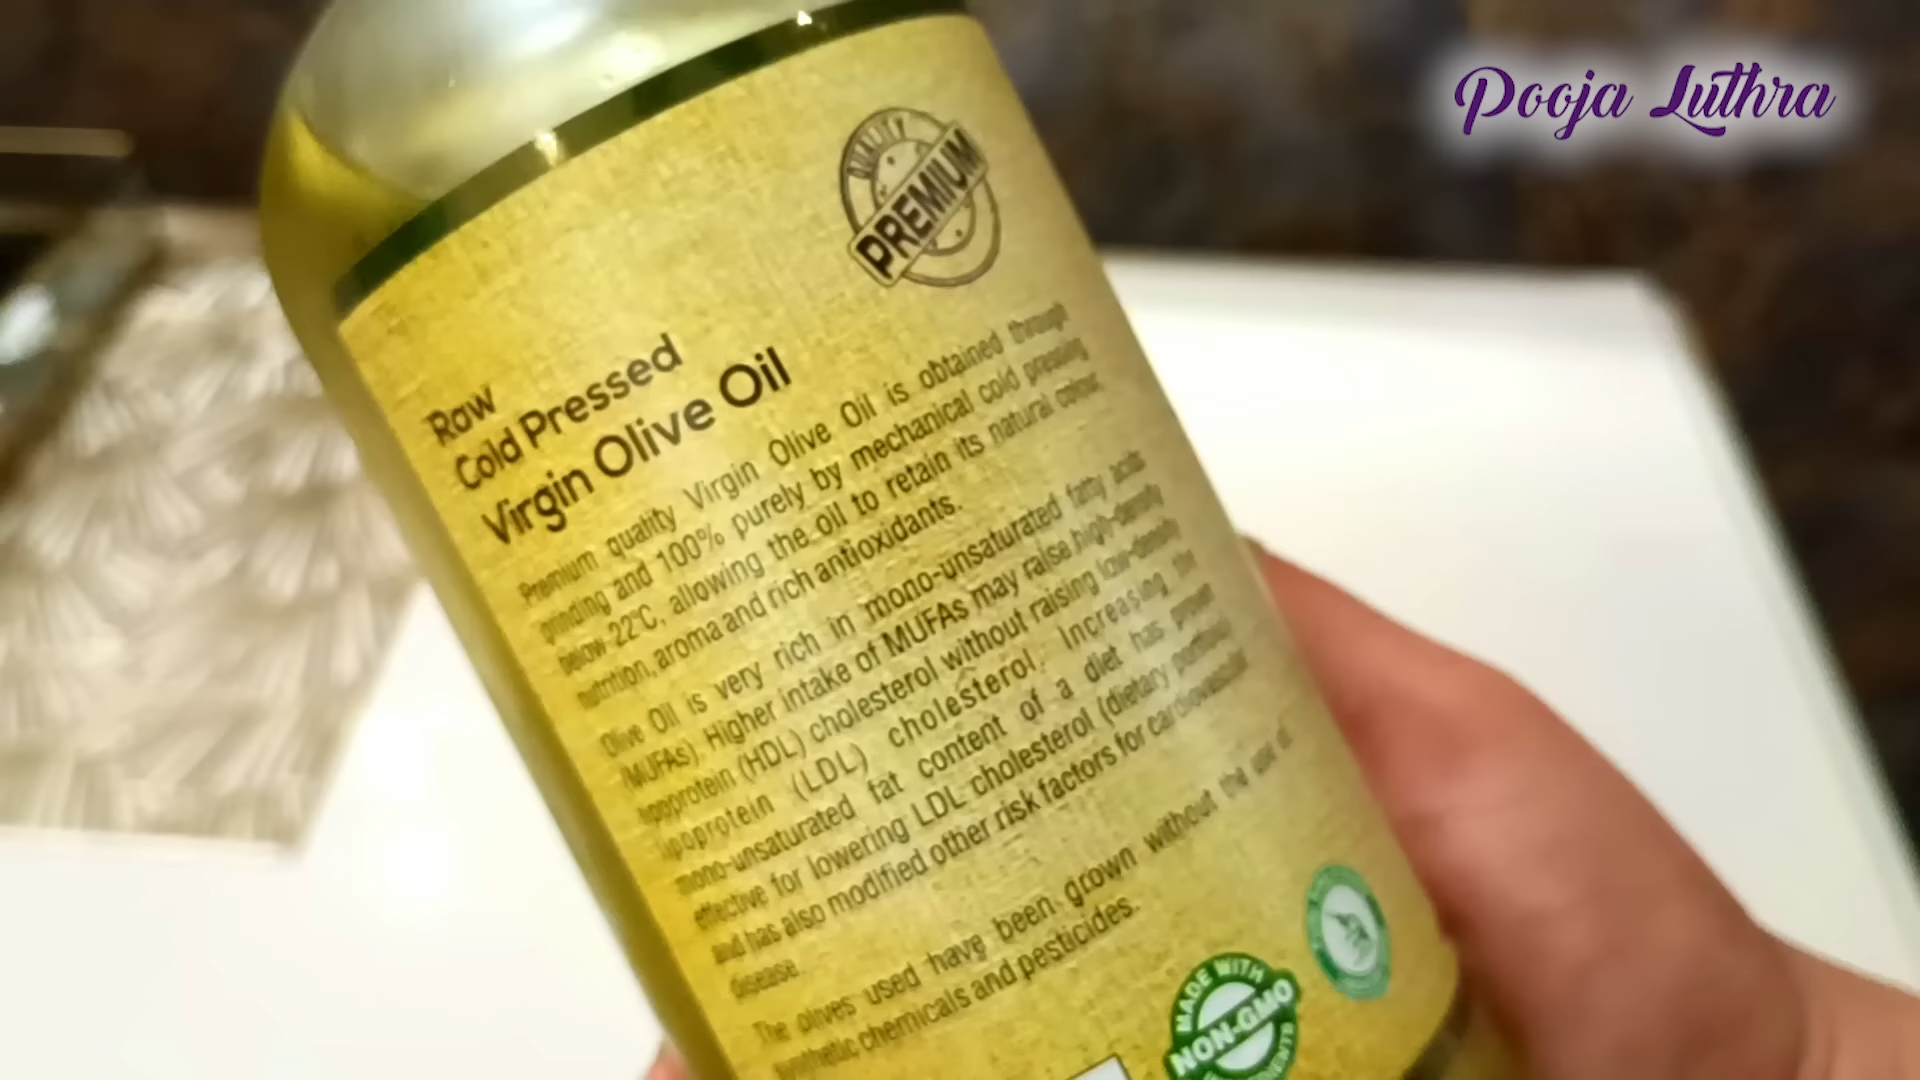 Pooja Luthra
QUALITY
PREMIUM
Raw
Cold Pressed
Virgin Olive Oil
Premium quality Virgin Olive Oil is obtained through
grinding and 100% purely by mechanical cold pressing
below 22°C, allowing the oil to retain its natural colour
nutrition, aroma and rich antioxidants.
Olive Oil is very rich in mono-unsaturated fatty acids
(MUFAs). Higher intake of MUFAs may raise high-density
lipoprotein (HDL) cholesterol without raising low-density
lipoprotein (LDL) cholesterol. Increasing the
mono-unsaturated fat content of a diet has proven
effective for lowering LDL cholesterol (dietary portion)
and has also modified other risk factors for cardiovascular
disease.
The olives used have been grown without the use of
synthetic chemicals and pesticides.
MADE WITH
NON-GMO